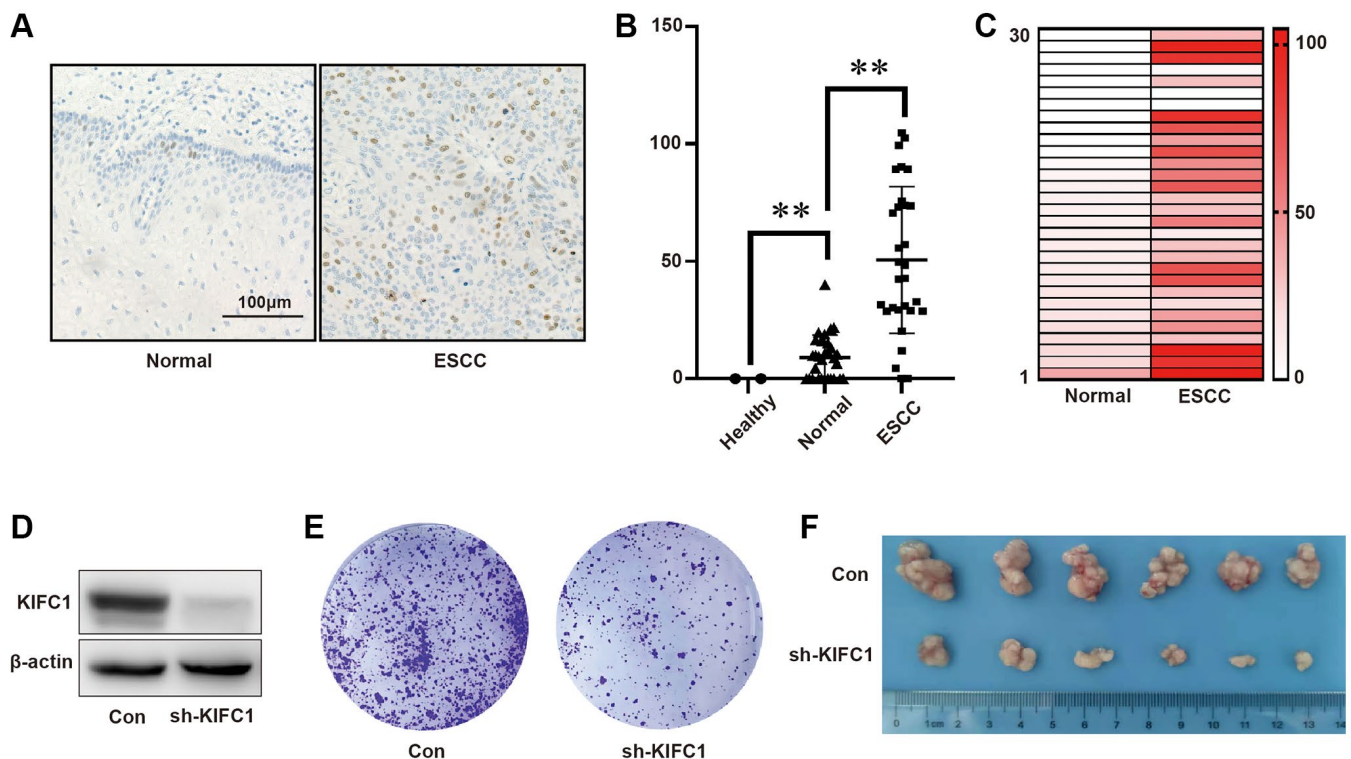 A
100μm
Normal
ESCC
B
150
100
50
0
**
**
Healthy
Normal
ESCC
C
30
1
100
50
0
Normal
ESCC
D
KIFC1
β-actin
Con
sh-KIFC1
E
Con
sh-KIFC1
F
Con
sh-KIFC1
0 1cm 2 3 4 5 6 7 8 9 10 11 12 13 14